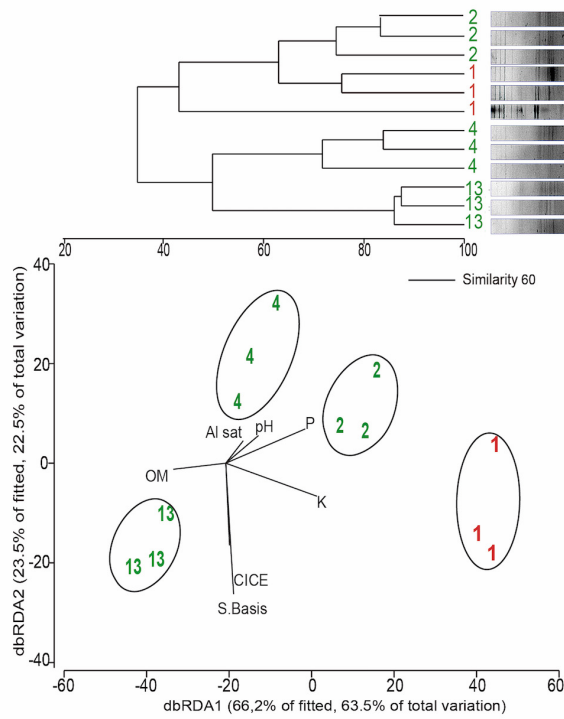 2
2
2
1
1
1
4
4
4
13
13
13
20 40 60 80 100
40
Similarity 60
4
20
4
2
4
2 2
Al sat pH P
1
0
OM
K
13
1
1
13 13
-20
CICE
S.Basis
-40
-60 -40 -20 0 20 40 60
dbRDA1 (66,2% of fitted, 63.5% of total variation)
dbRDA2 (23.5% of fitted, 22.5% of total variation)